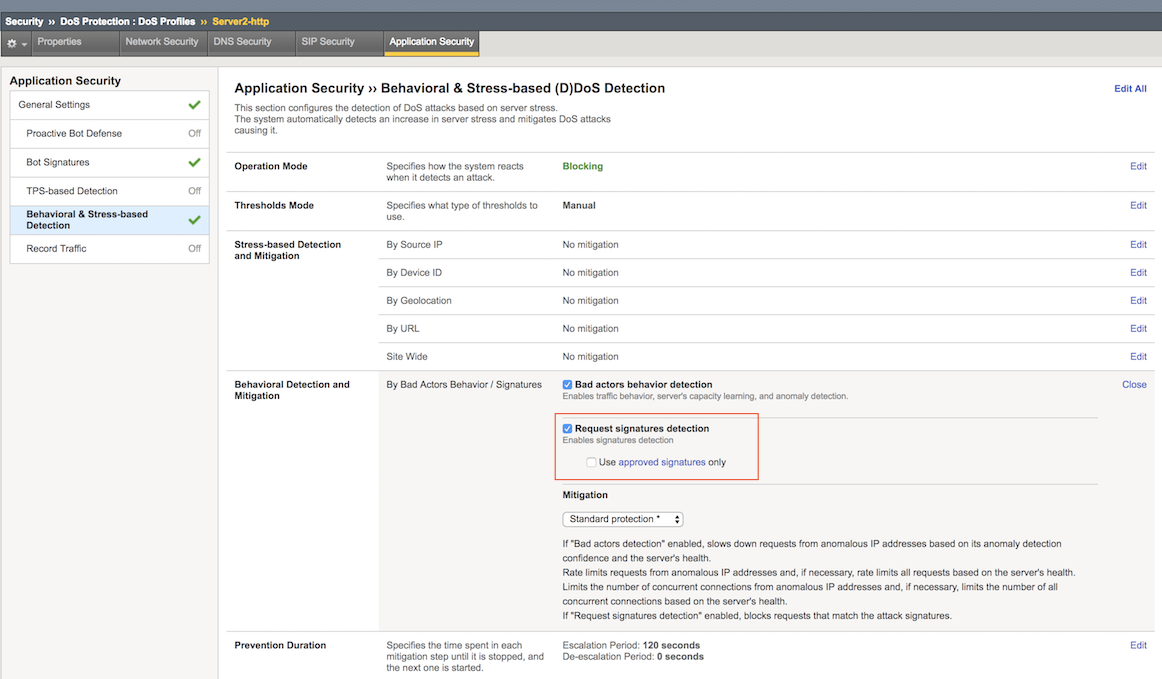 Security ›› DoS Protection : DoS Profiles ›› Server2-http
Properties
Network Security
DNS Security
SIP Security
Application Security
Application Security
General Settings
Proactive Bot Defense Off
Bot Signatures
TPS-based Detection Off
Behavioral & Stress-based
Detection
Record Traffic Off
Application Security ›› Behavioral & Stress-based (D)DoS Detection
Edit All
This section configures the detection of DoS attacks based on server stress.
The system automatically detects an increase in server stress and mitigates DoS attacks
causing it.
Operation Mode
Specifies how the system reacts
when it detects an attack.
Blocking
Edit
Thresholds Mode
Specifies what type of thresholds to
use.
Manual
Edit
Stress-based Detection
and Mitigation
By Source IP No mitigation Edit
By Device ID No mitigation Edit
By Geolocation No mitigation Edit
By URL No mitigation Edit
Site Wide No mitigation Edit
Behavioral Detection and
Mitigation
By Bad Actors Behavior / Signatures
Bad actors behavior detection
Close
Enables traffic behavior, server's capacity learning, and anomaly detection.
Request signatures detection
Enables signatures detection
Use approved signatures only
Mitigation
Standard protection *
If "Bad actors detection" enabled, slows down requests from anomalous IP addresses based on its anomaly detection
confidence and the server's health.
Rate limits requests from anomalous IP addresses and, if necessary, rate limits all requests based on the server's health.
Limits the number of concurrent connections from anomalous IP addresses and, if necessary, limits the number of all
concurrent connections based on the server's health.
If "Request signatures detection" enabled, blocks requests that match the attack signatures.
Prevention Duration
Specifies the time spent in each
mitigation step until it is stopped, and
the next one is started.
Escalation Period: 120 seconds
De-escalation Period: 0 seconds
Edit